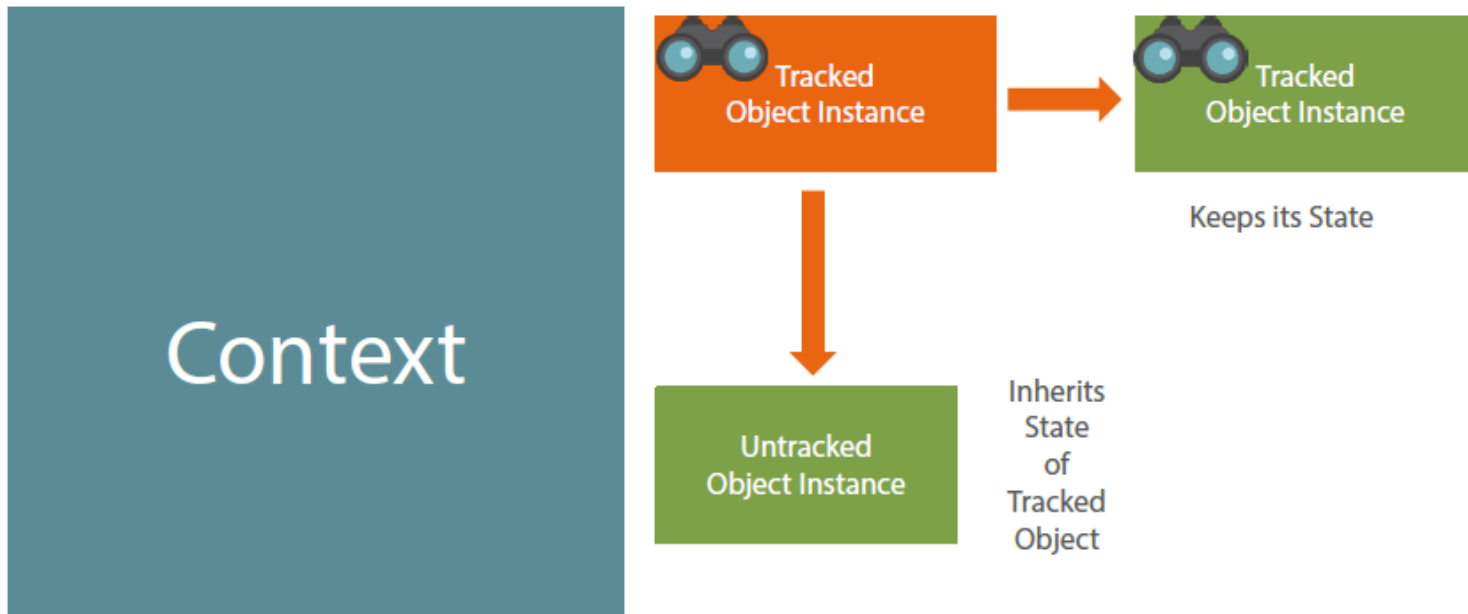 Context
Tracked
Object Instance
Tracked
Object Instance
Keeps its State
Untracked
Object Instance
Inherits
State
of
Tracked
Object